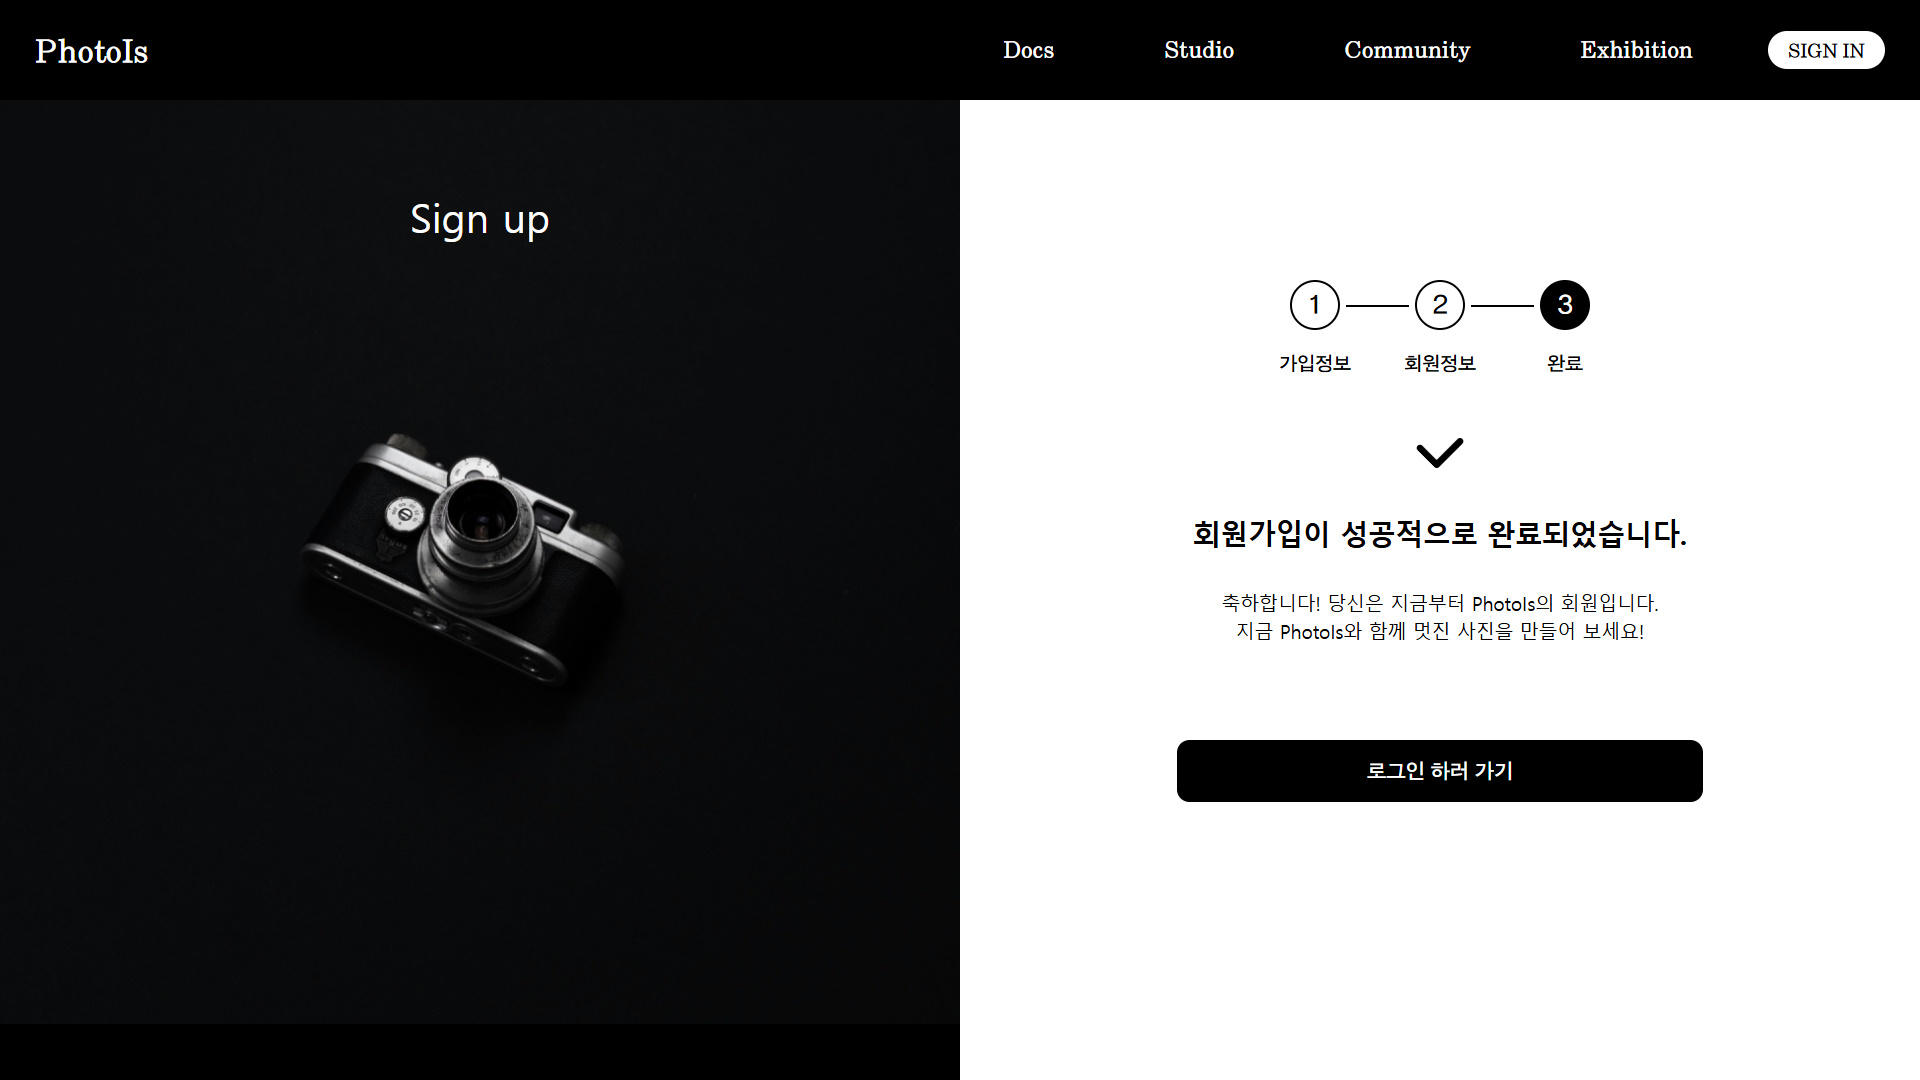 PhotoIs
Docs
Studio
Community
Exhibition
SIGN IN
Sign up
1
2
3
가입정보
회원정보
완료
회원가입이 성공적으로 완료되었습니다.
축하합니다! 당신은 지금부터 PhotoIs의 회원입니다.
지금 PhotoIs와 함께 멋진 사진을 만들어 보세요!
로그인 하러 가기